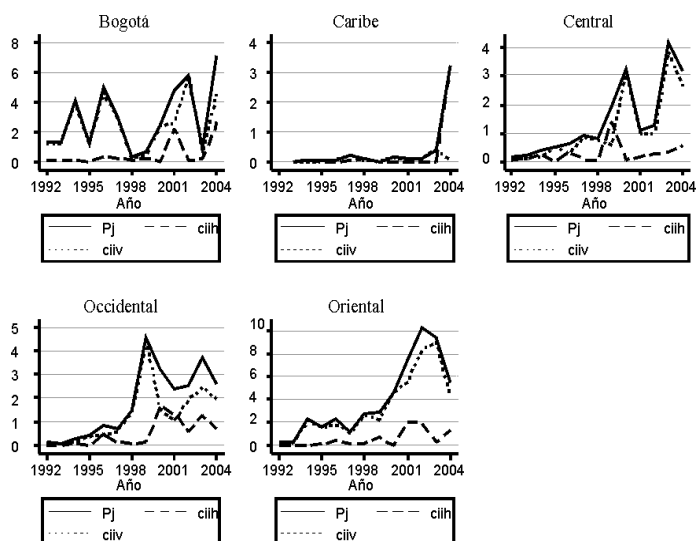 Bogotá
8
6
4
2
0
1992 1995 1998 2001 2004
Año
Pj ciih
ciiv
Caribe
4
3
2
1
0
1992 1995 1998 2001 2004
Año
Pj ciih
ciiv
Central
4
3
2
1
0
1992 1995 1998 2001 2004
Año
Pj ciih
ciiv
Occidental
5
4
3
2
1
0
1992 1995 1998 2001 2004
Año
Pj ciih
ciiv
Oriental
10
8
6
4
2
0
1992 1995 1998 2001 2004
Año
Pj ciih
ciiv